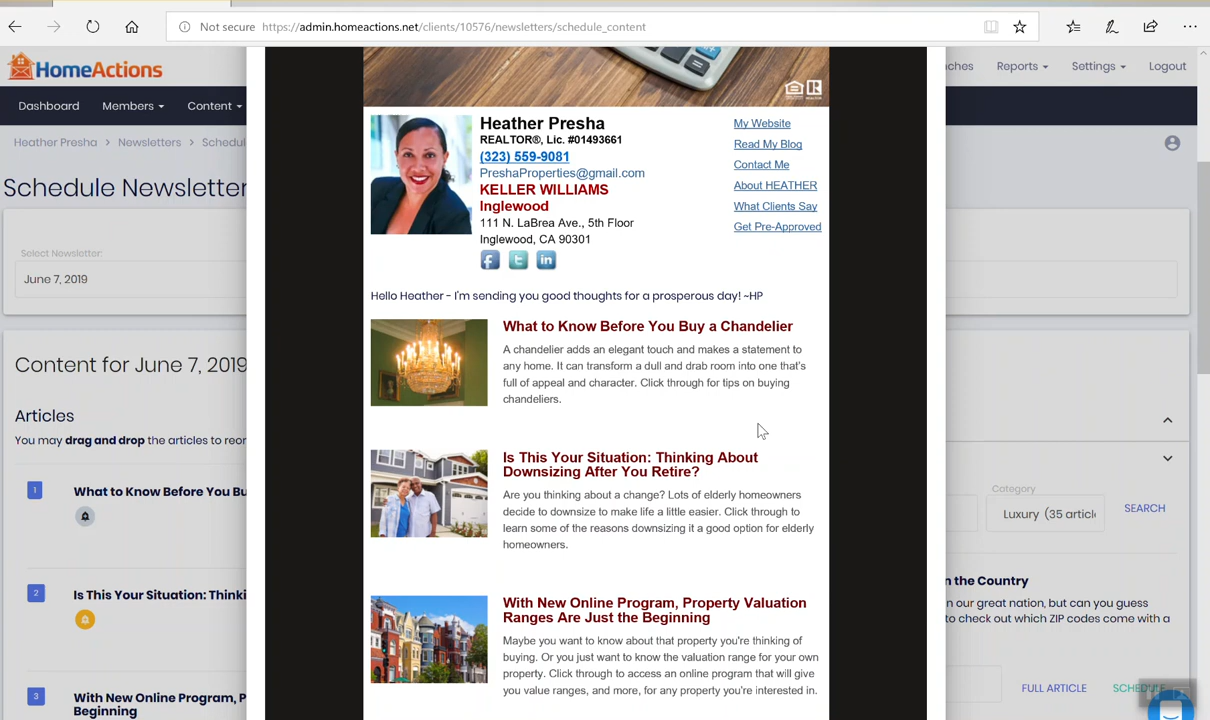 Not secure https://admin.homeactions.net/clients/10576/newsletters/schedule_content
HomeActions
Reports
Settings
Logout
Dashboard
Members
Content
Heather Presha > Newsletters >
Schedule Newsletter
Select Newsletter:
June 7, 2019
Content for June 7, 2019
Articles
You may drag and drop the articles to
1
What to Know Before You
2
Is This Your Situation:
3
With New Online Program,
Beginning
Heather Presha
REALTOR®, Lic. #01493661
(323) 559-9081
PreshaProperties@gmail.com
KELLER WILLIAMS
Inglewood
111 N. LaBrea Ave., 5th Floor
Inglewood, CA 90301
My Website
Read My Blog
Contact Me
About HEATHER
What Clients Say
Get Pre-Approved
Hello Heather - I'm sending you good thoughts for a prosperous day! ~HP
What to Know Before You Buy a Chandelier
A chandelier adds an elegant touch and makes a statement to
any home. It can transform a dull and drab room into one that's
full of appeal and character. Click through for tips on buying
chandeliers.
Is This Your Situation: Thinking About
Downsizing After You Retire?
Are you thinking about a change? Lots of elderly homeowners
decide to downsize to make life a little easier. Click through to
learn some of the reasons downsizing it a good option for elderly
homeowners.
With New Online Program, Property Valuation
Ranges Are Just the Beginning
Maybe you want to know about that property you're thinking of
buying. Or you just want to know the valuation range for your own
property. Click through to access an online program that will give
you value ranges, and more, for any property you're interested in.
Category
Luxury (35
SEARCH
the Country
our great nation, but can you guess
to check out which ZIP codes come with a
FULL ARTICLE
SCHEDULE